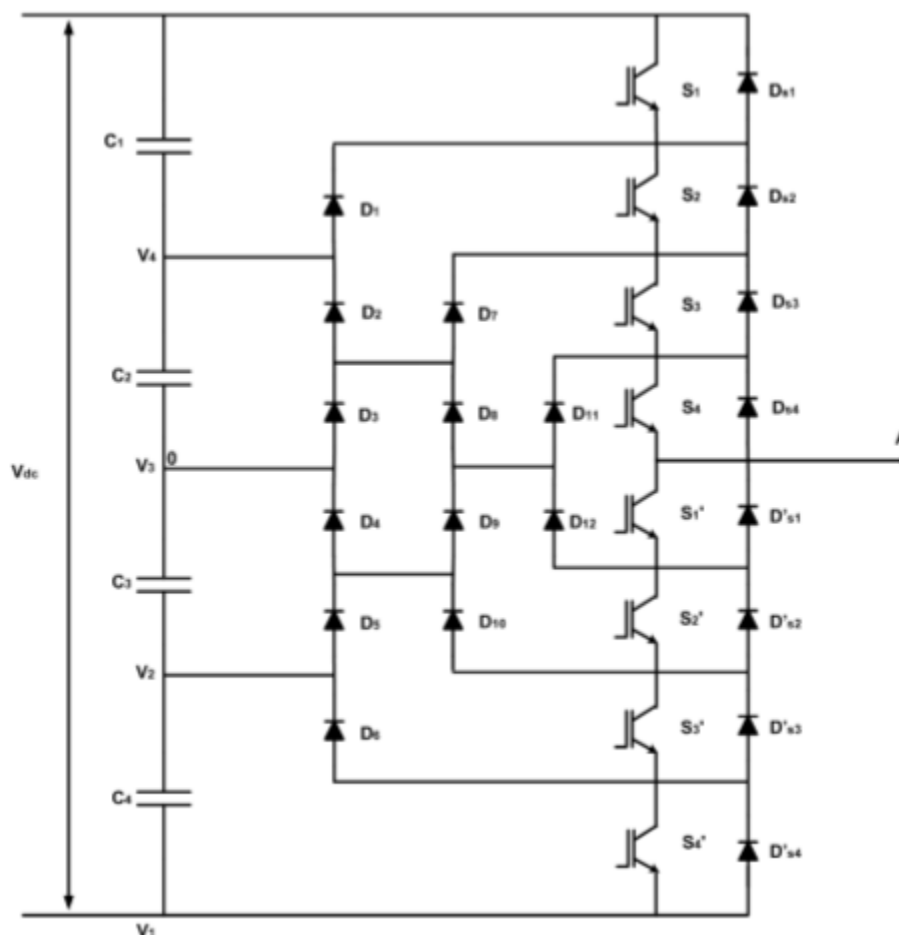 S1 Ds1
C1
S2 Ds2
D1
V4
S3 Ds3
D2 D7
C2
S4 Ds4
D3 D8 D11
A
V3 0
Vdc
S1' D's1
D4 D9 D12
C3
S2' D's2
D5 D10
V2
S3' D's3
D6
C4
S4' D's4
V1